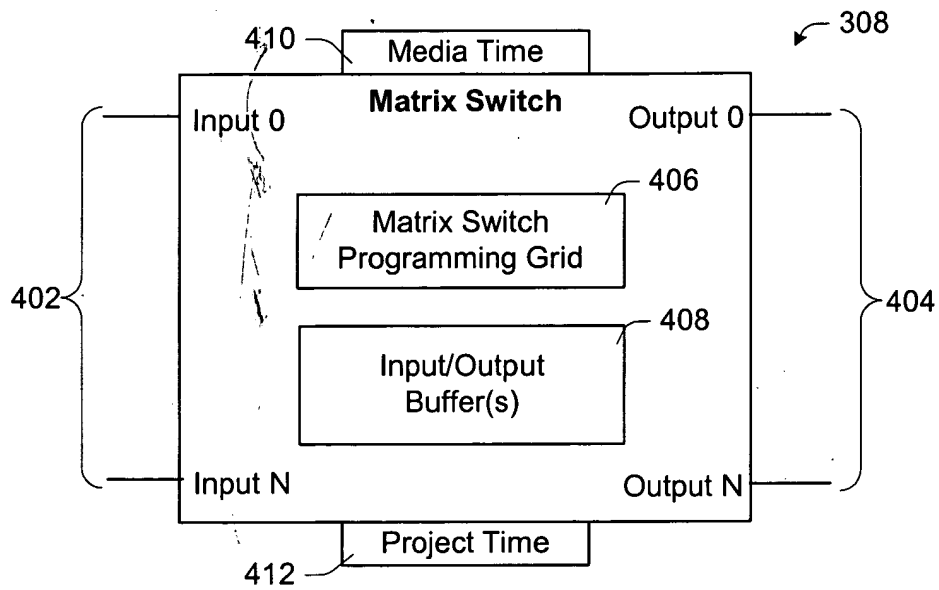 308
410
Media Time
Matrix Switch
Input 0
Output 0
406
Matrix Switch
Programming Grid
402
404
408
Input/Output
Buffer(s)
Input N
Output N
Project Time
412